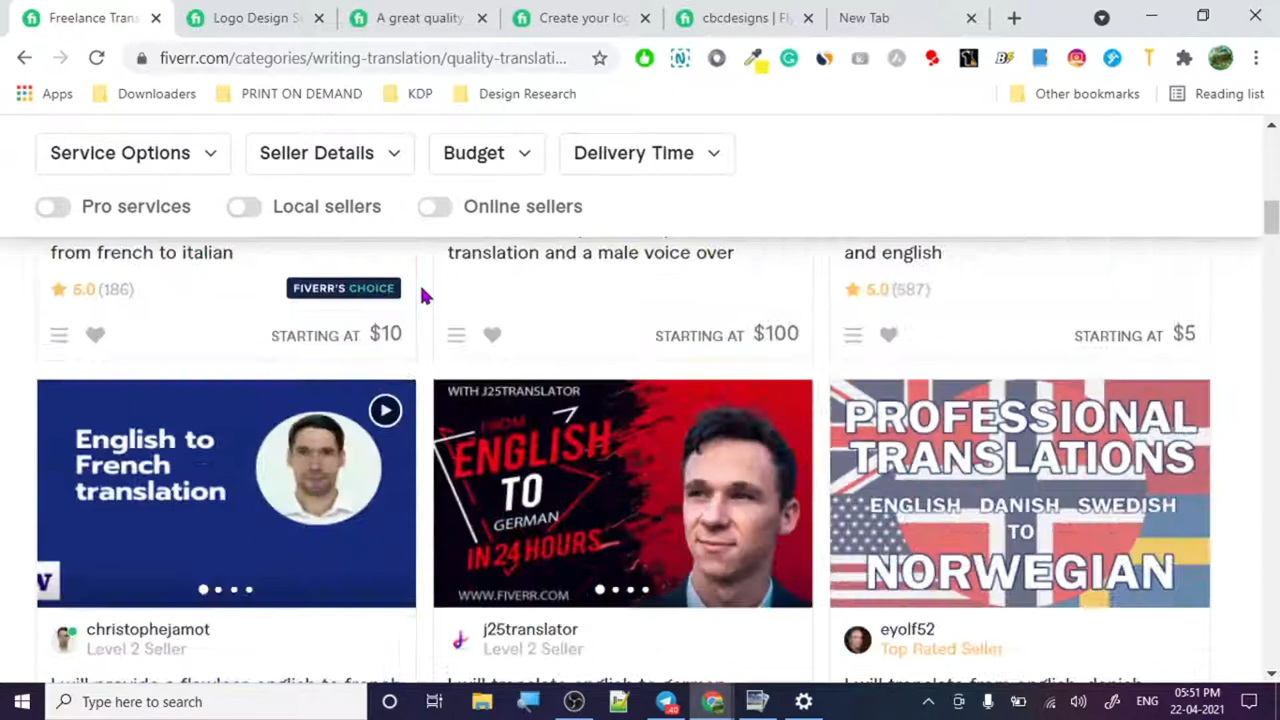 Freelance Trans
Logo Design S
A great quality
Create your log
cbcdesigns | Fi
New Tab
fiverr.com/categories/writing-translation/quality-translati...
Apps
Downloaders
PRINT ON DEMAND
KDP
Design Research
Other bookmarks
Reading list
Service Options
Seller Details
Budget
Delivery Time
Pro services
Local sellers
Online sellers
from french to italian
translation and a male voice over
and english
5.0 (186)
FIVERR'S CHOICE
5.0 (587)
STARTING AT $10
STARTING AT $100
STARTING AT $5
English to
French
translation
WITH J25TRANSLATOR
FROM
ENGLISH
TO
GERMAN
IN 24 HOURS
WWW.FIVERR.COM
PROFESSIONAL
TRANSLATIONS
ENGLISH DANISH SWEDISH
TO
NORWEGIAN
christophejamot
Level 2 Seller
j25translator
Level 2 Seller
eyolf52
Top Rated Seller
Type here to search
ENG
05:51 PM
22-04-2021